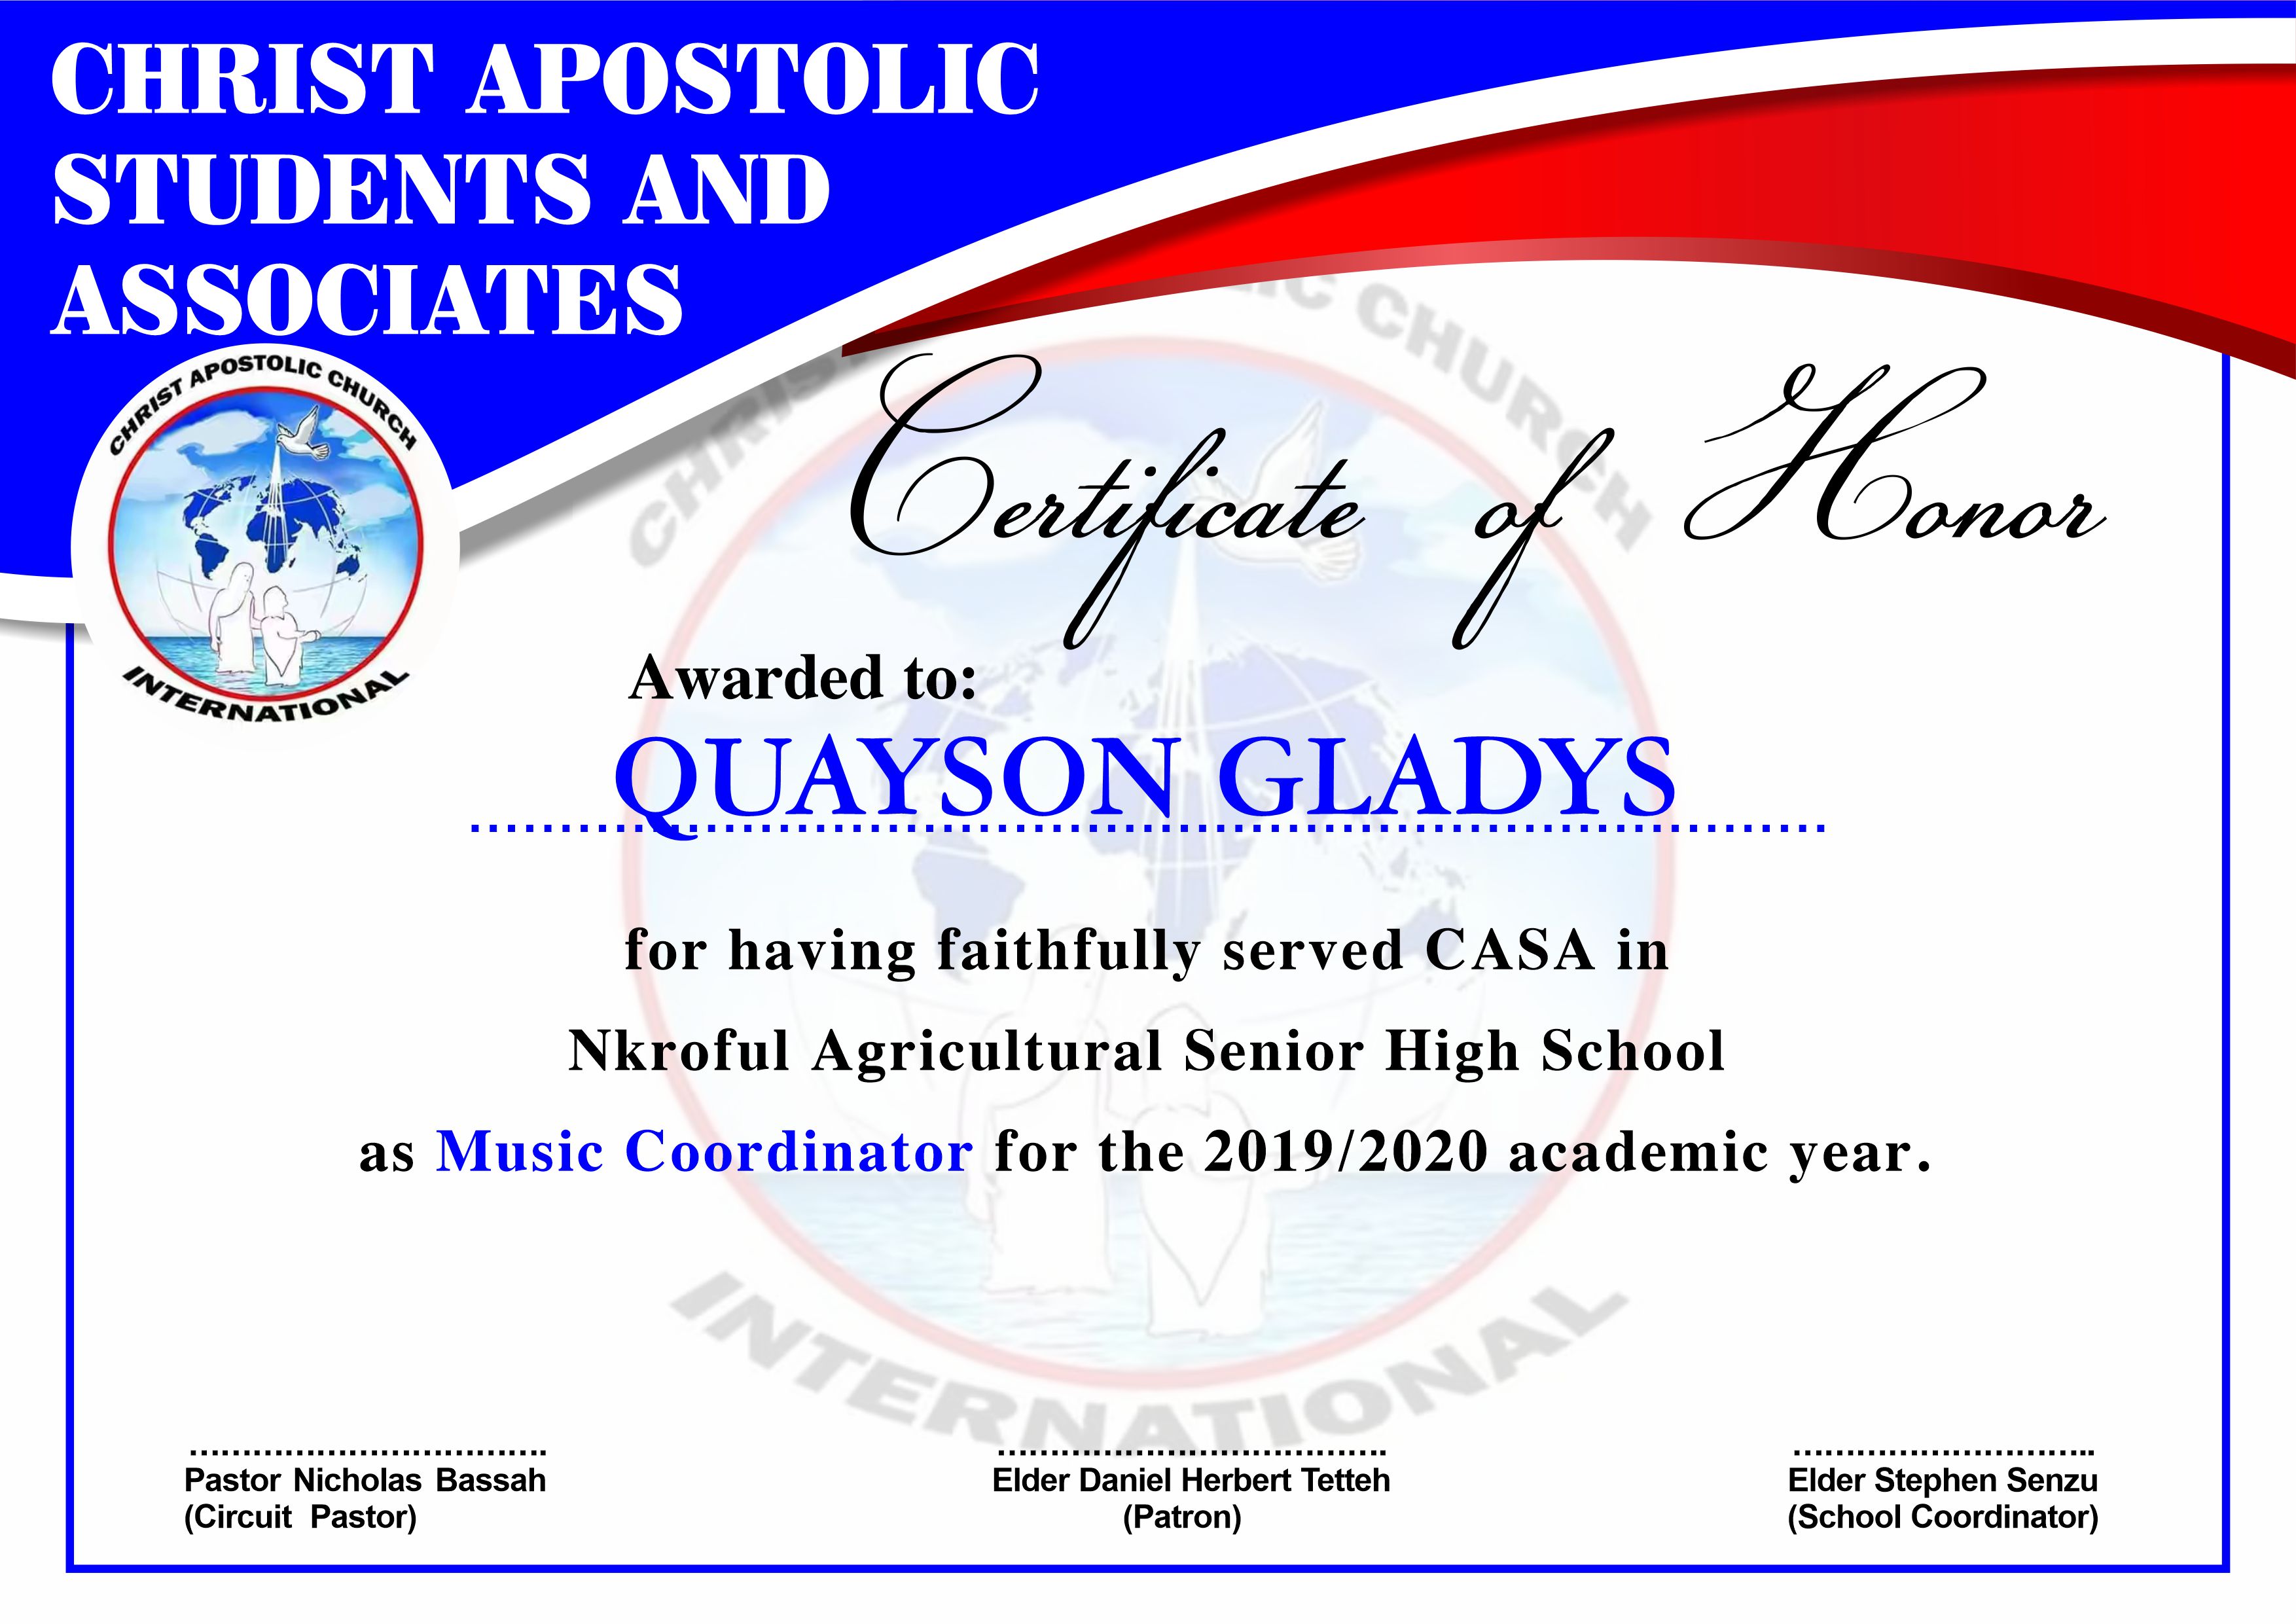 CHRIST APOSTOLIC
STUDENTS AND
ASSOCIATES
CHRIST APOSTOLIC CHURCH
INTERNATIONAL
Certificate of Honor
Awarded to:
QUAYSON GLADYS
for having faithfully served CASA in
Nkroful Agricultural Senior High School
as Music Coordinator for the 2019/2020 academic year.
CHRIST
IC CHURCH
INTERNATIONAL
Pastor Nicholas Bassah
(Circuit Pastor)
Elder Daniel Herbert Tetteh
(Patron)
Elder Stephen Senzu
(School Coordinator)